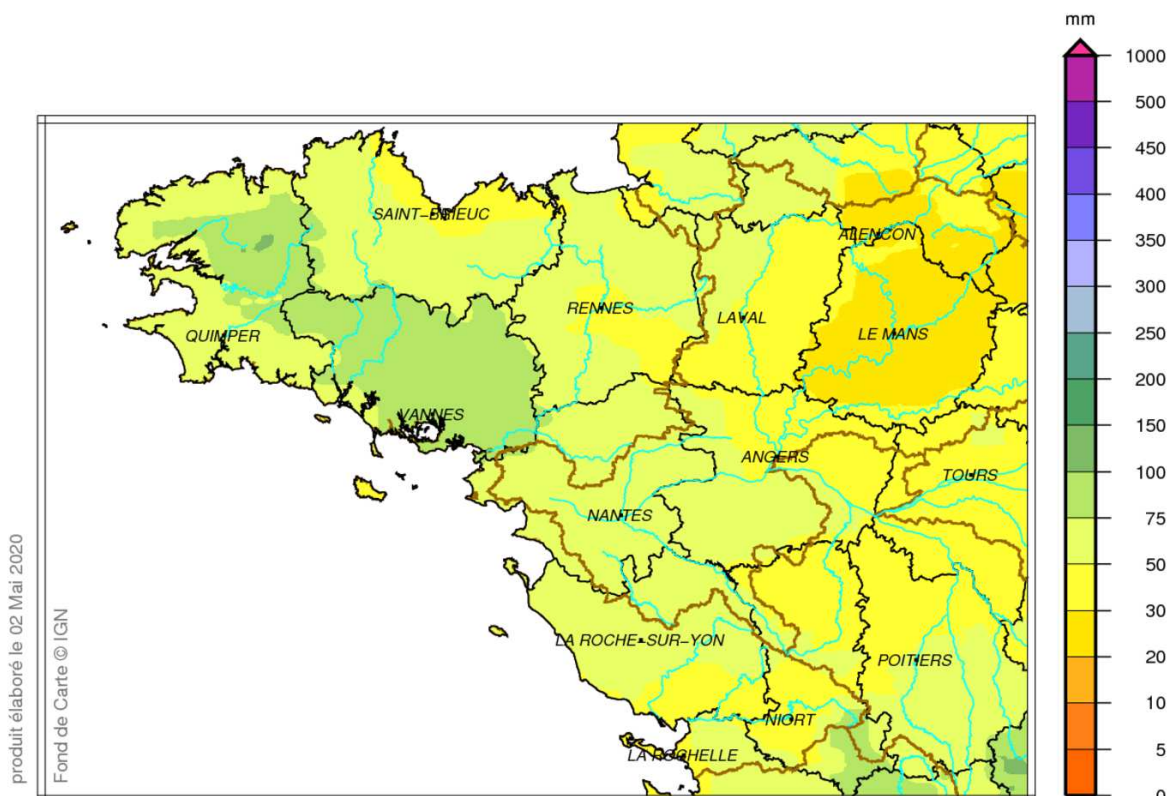 mm
1000
500
450
400
350
300
250
200
150
100
75
50
30
20
10
5
0
SAINT-BRIEUC
ALENCON
QUIMPER
RENNES
LAVAL
LE MANS
VANNES
ANGERS
TOURS
NANTES
LA ROCHE-SUR-YON
POITIERS
NIORT
LA ROCHELLE
produit élaboré le 02 Mai 2020
Fond de Carte © IGN